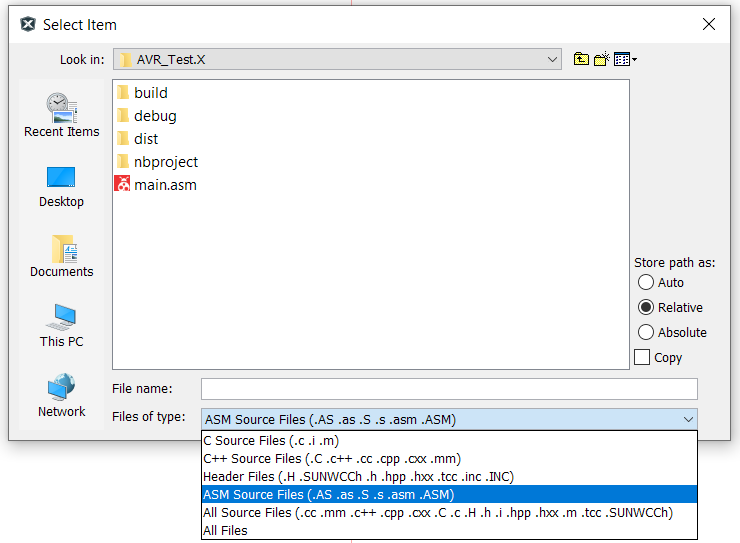 Select Item
Look in: AVR_Test.X
Recent Items
Desktop
Documents
This PC
Network
build
debug
dist
nbproject
main.asm
Store path as:
Auto
Relative
Absolute
Copy
File name:
Files of type: ASM Source Files (.AS .as .S .s .asm .ASM)
C Source Files (.c .i .m)
C++ Source Files (.C .c++ .cc .cpp .cxx .mm)
Header Files (.H .SUNWCCh .h .hpp .hxx .tcc .inc .INC)
ASM Source Files (.AS .as .S .s .asm .ASM)
All Source Files (.cc .mm .c++ .cpp .cxx .C .c .H .h .i .hpp .hxx .m .tcc .SUNWCCh)
All Files